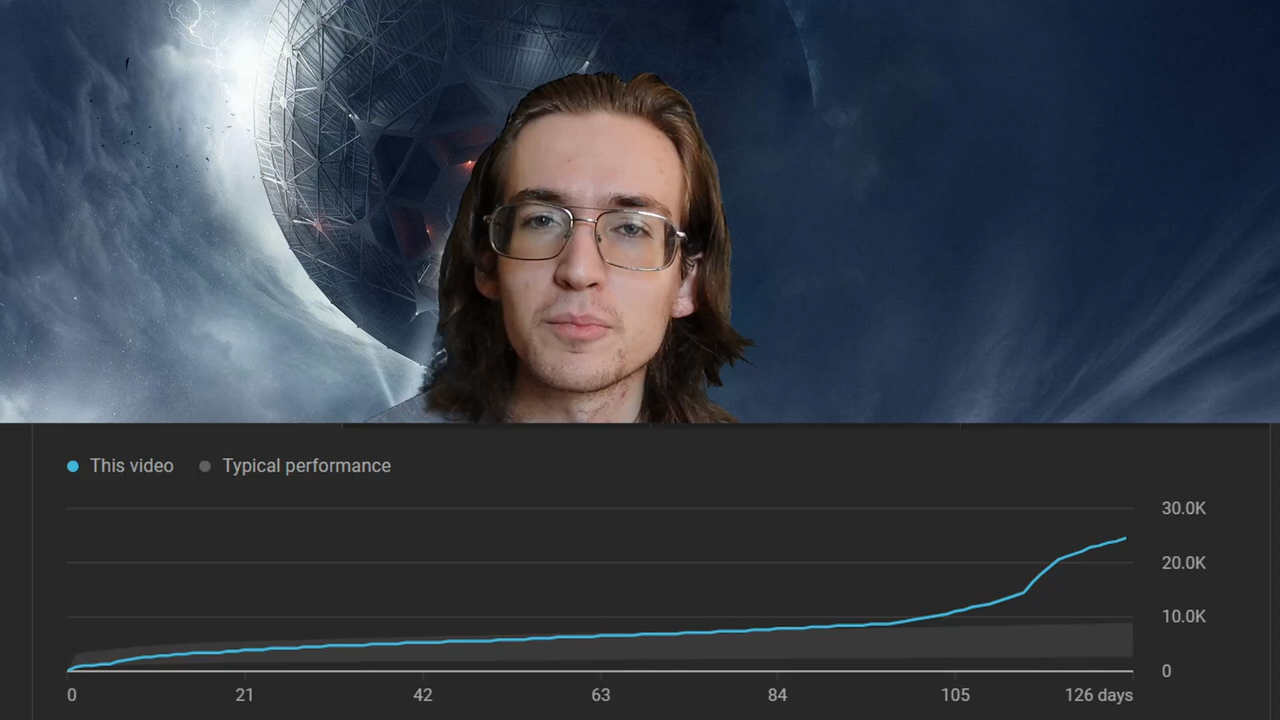 This video Typical performance
30.0K
20.0K
10.0K
0
0 21 42 63 84 105 126 days